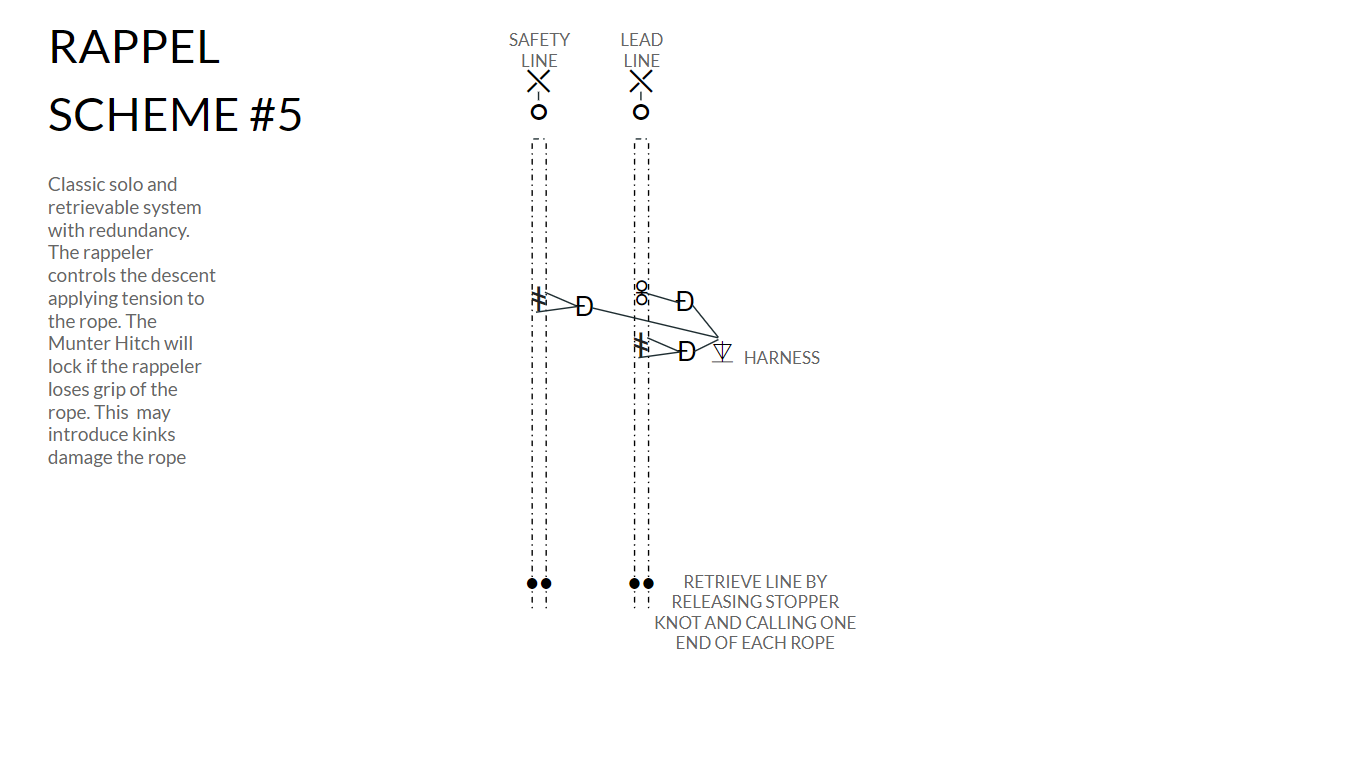 RAPPEL
SCHEME #5
Classic solo and
retrievable system
with redundancy.
The rappeler
controls the descent
applying tension to
the rope. The
Munter Hitch will
lock if the rappeler
loses grip of the
rope. This  may
introduce kinks
damage the rope
SAFETY
LINE
LEAD
LINE
Ð
Ð
Ð
HARNESS
RETRIEVE LINE BY
RELEASING STOPPER
KNOT AND CALLING ONE
END OF EACH ROPE